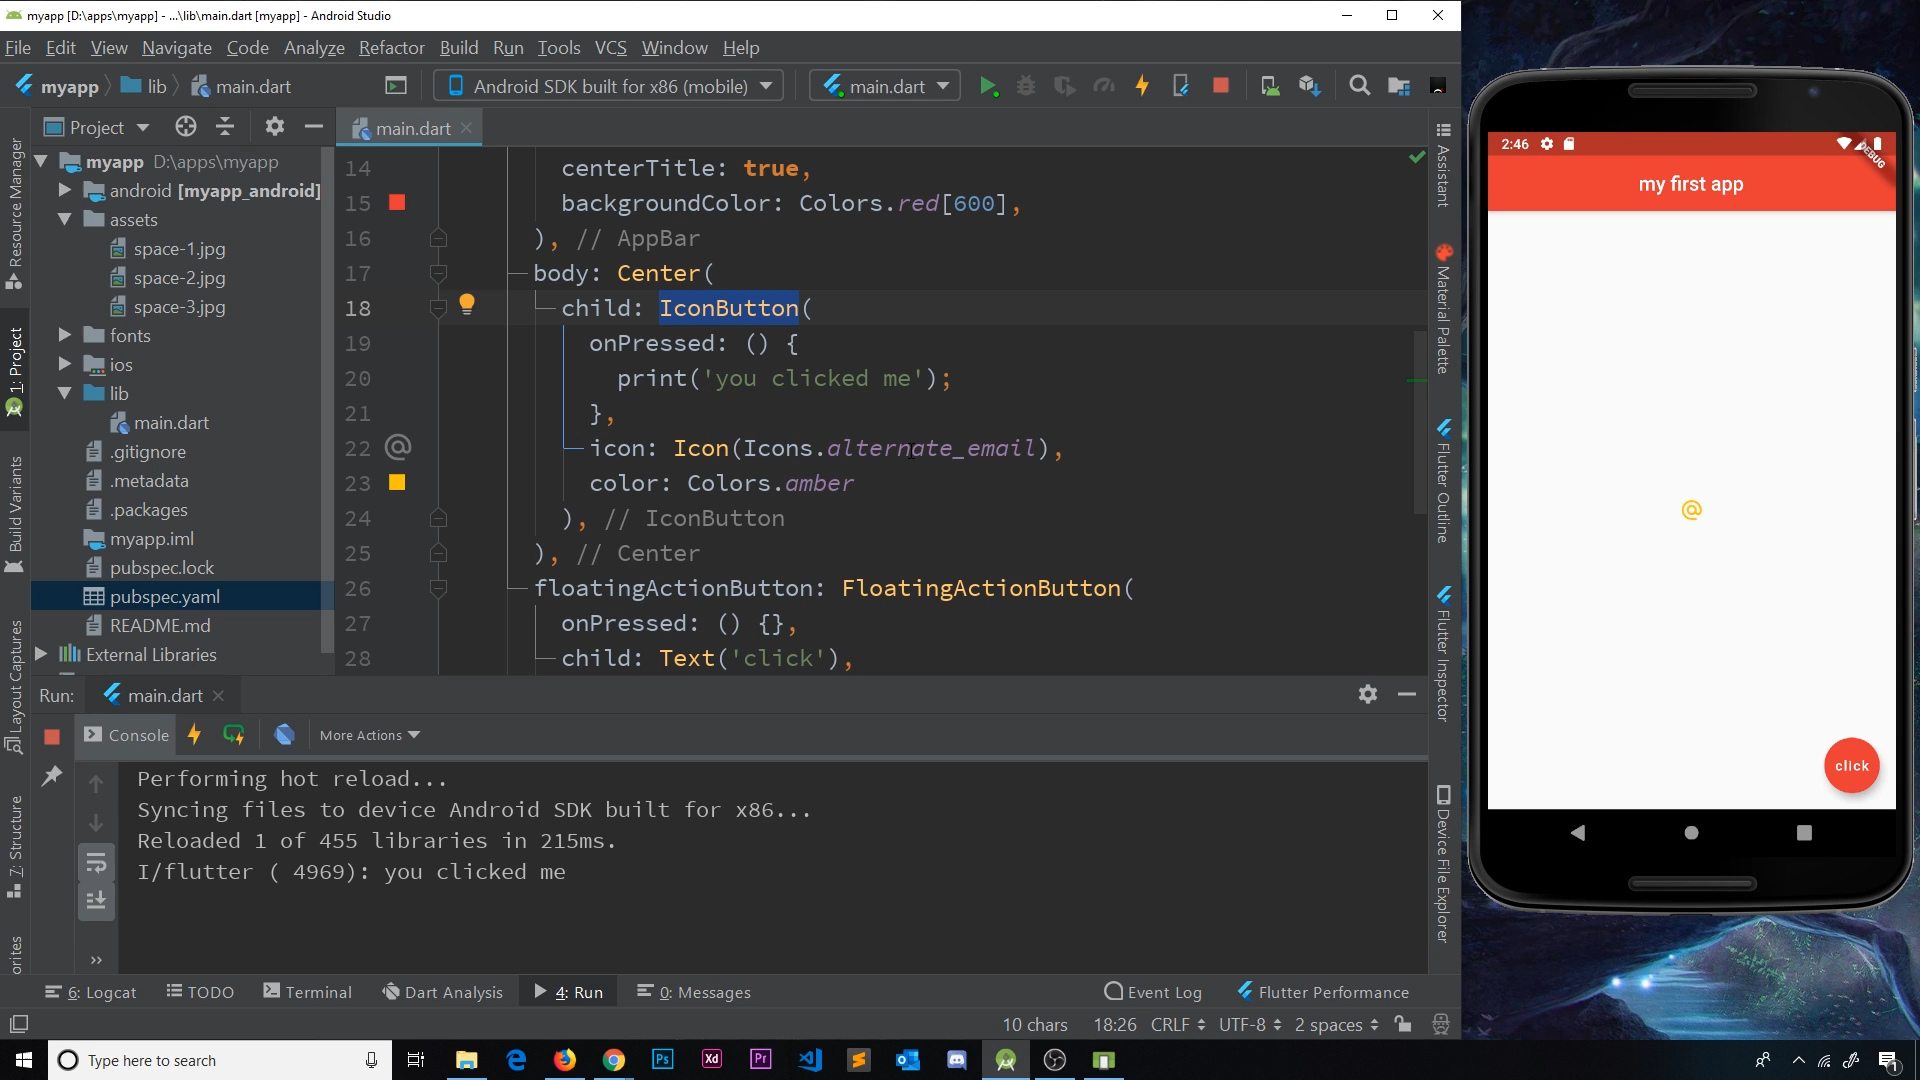 myapp [D:\apps\myapp] - ...\lib\main.dart [myapp] - Android Studio
File Edit View Navigate Code Analyze Refactor Build Run Tools VCS Window Help
myapp lib main.dart Android SDK built for x86 (mobile) main.dart
Project
main.dart
myapp D:\apps\myapp
android [myapp_android]
assets
space-1.jpg
space-2.jpg
space-3.jpg
fonts
ios
lib
main.dart
.gitignore
.metadata
.packages
myapp.iml
pubspec.lock
pubspec.yaml
README.md
External Libraries
Resource Manager
1: Project
Build Variants
Layout Captures
7: Structure
orites
14 centerTitle: true,
15 backgroundColor: Colors.red[600],
16 ), // AppBar
17 body: Center(
18 child: IconButton(
19 onPressed: () {
20 print('you clicked me');
21 },
22 @ icon: Icon(Icons.alternate_email),
23 color: Colors.amber
24 ), // IconButton
25 ), // Center
26 floatingActionButton: FloatingActionButton(
27 onPressed: () {},
28 child: Text('click'),
Assistant
Material Palette
Flutter Outline
Flutter Inspector
Device File Explorer
Run: main.dart
Console More Actions
Performing hot reload...
Syncing files to device Android SDK built for x86...
Reloaded 1 of 455 libraries in 215ms.
I/flutter ( 4969): you clicked me
»
6: Logcat TODO Terminal Dart Analysis 4: Run 0: Messages Event Log Flutter Performance
10 chars 18:26 CRLF UTF-8 2 spaces
Type here to search
Ps Xd Pr
1
2:46
DEBUG
my first app
@
click